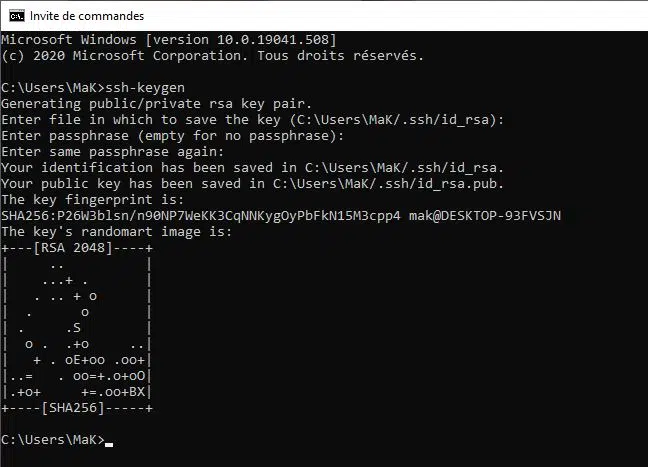 Invite de commandes
Microsoft Windows [version 10.0.19041.508]
(c) 2020 Microsoft Corporation. Tous droits réservés.
C:\Users\MaK>ssh-keygen
Generating public/private rsa key pair.
Enter file in which to save the key (C:\Users\MaK/.ssh/id_rsa):
Enter passphrase (empty for no passphrase):
Enter same passphrase again:
Your identification has been saved in C:\Users\MaK/.ssh/id_rsa.
Your public key has been saved in C:\Users\MaK/.ssh/id_rsa.pub.
The key fingerprint is:
SHA256:P26W3blsn/n90NP7WeKK3CqNNKygOyPbFkN15M3cpp4 mak@DESKTOP-93FVSJN
The key's randomart image is:
+---[RSA 2048]----+
|     ..          |
|    ...+ .       |
|   . .. + o      |
|  .      o       |
| .     .S        |
|  o .  .+o     ..|
|   + . oE+oo .oo+|
|..=   . oo=+.o+oO|
|.+o+     +=.oo+BX|
+----[SHA256]-----+
C:\Users\MaK>